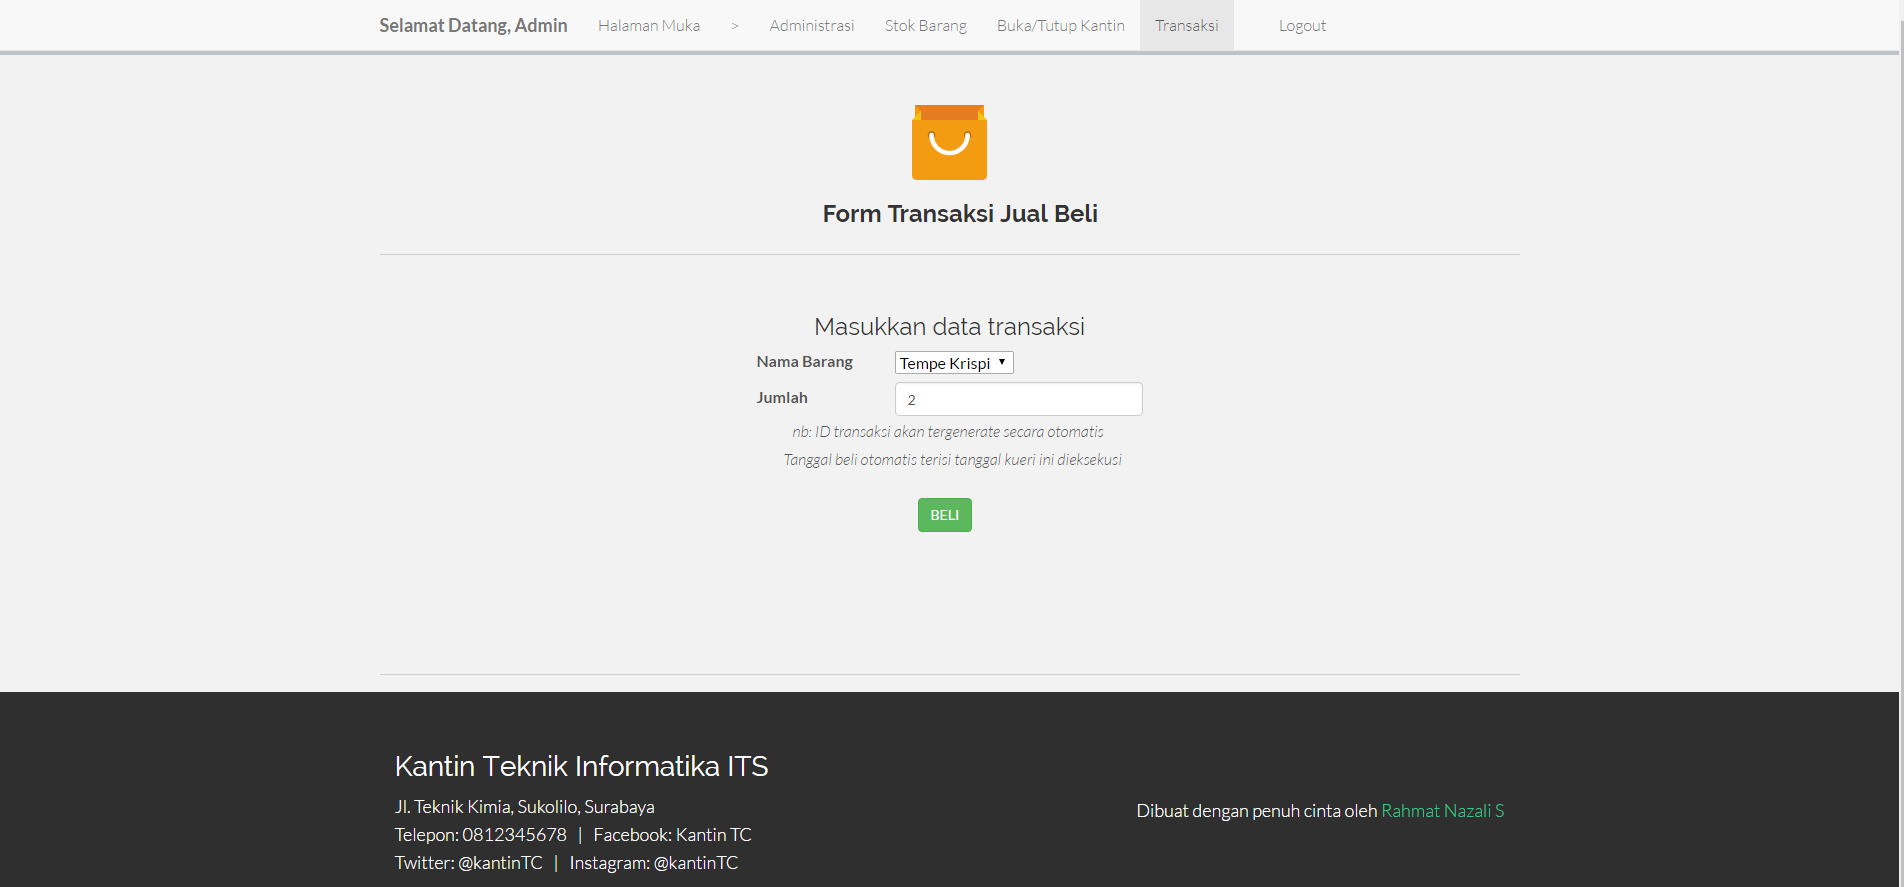 Selamat Datang, Admin Halaman Muka > Administrasi Stok Barang Buka/Tutup Kantin Transaksi Logout
Form Transaksi Jual Beli
Masukkan data transaksi
Nama Barang Tempe Krispi
Jumlah 2
nb: ID transaksi akan tergenerate secara otomatis
Tanggal beli otomatis terisi tanggal kueri ini dieksekusi
BELI
Kantin Teknik Informatika ITS
Jl. Teknik Kimia, Sukolilo, Surabaya
Telepon: 0812345678 | Facebook: Kantin TC
Twitter: @kantinTC | Instagram: @kantinTC
Dibuat dengan penuh cinta oleh Rahmat Nazali S